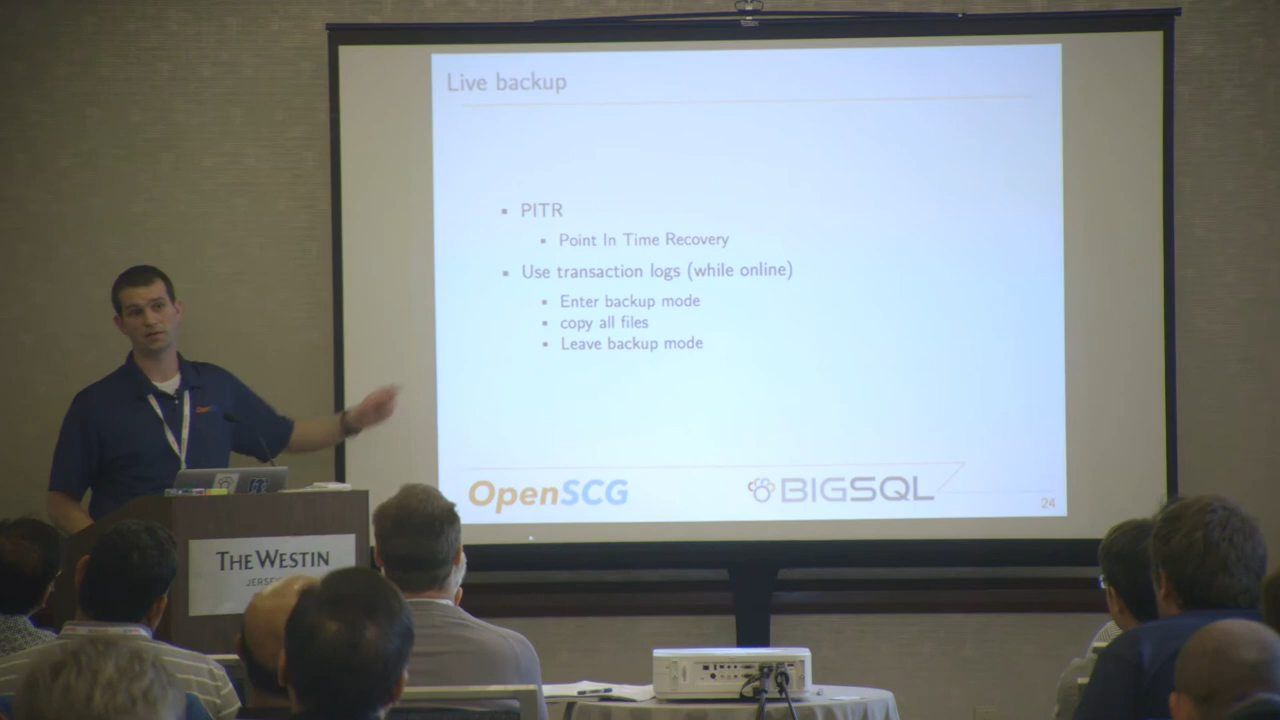 Live backup
PITR
Point In Time Recovery
Use transaction logs (while online)
Enter backup mode
copy all files
Leave backup mode
OpenSCG
BIGSQL
24
THE WESTIN